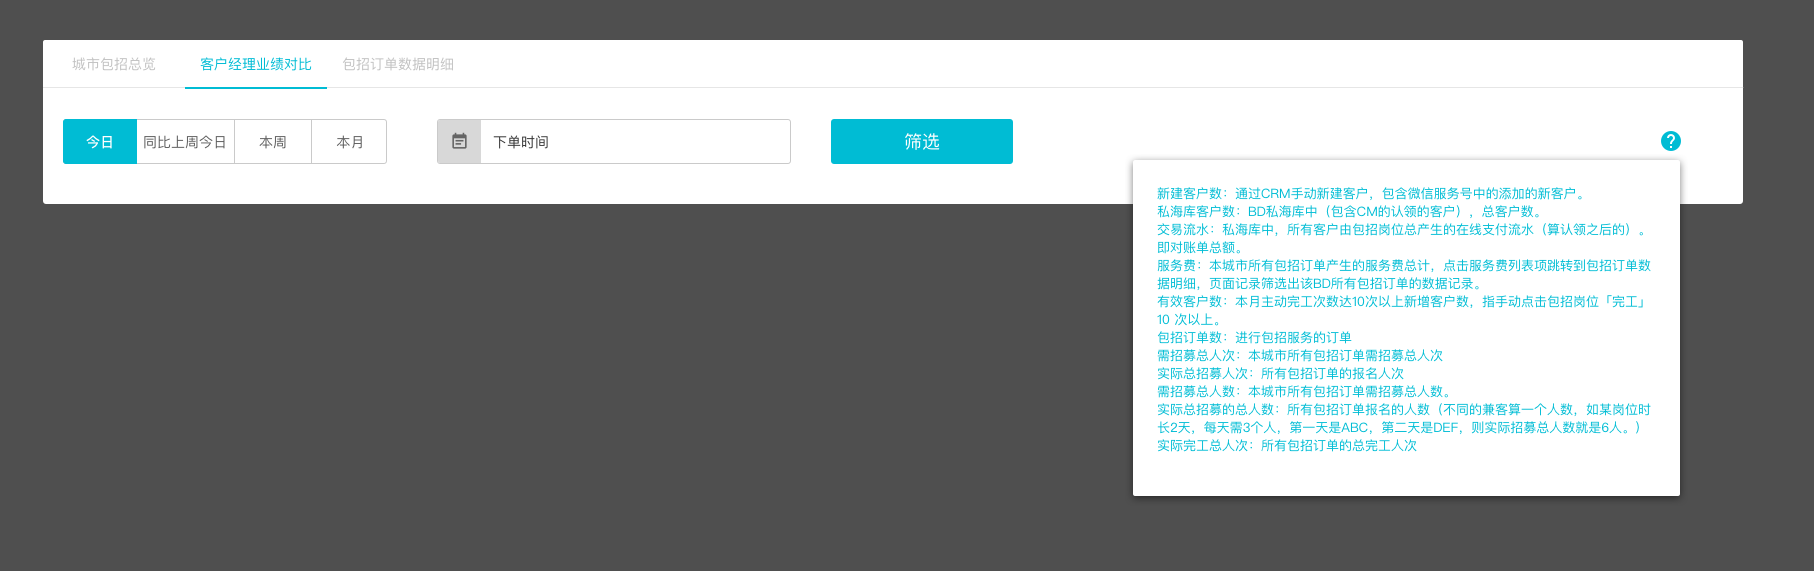 城市包招总览 客户经理业绩对比 包招订单数据明细
今日 同比上周今日 本周 本月 下单时间 筛选
新建客户数：通过CRM手动新建客户，包含微信服务号中的添加的新客户。
私海库客户数：BD私海库中（包含CM的认领的客户），总客户数。
交易流水：私海库中，所有客户由包招岗位总产生的在线支付流水（算认领之后的）。
即对账单总额。
服务费：本城市所有包招订单产生的服务费总计，点击服务费列表项跳转到包招订单数
据明细，页面记录筛选出该BD所有包招订单的数据记录。
有效客户数：本月主动完工次数达10次以上新增客户数，指手动点击包招岗位「完工」
10 次以上。
包招订单数：进行包招服务的订单
需招募总人次：本城市所有包招订单需招募总人次
实际总招募人次：所有包招订单的报名人次
需招募总人数：本城市所有包招订单需招募总人数。
实际总招募的总人数：所有包招订单报名的人数（不同的兼客算一个人数，如某岗位时
长2天，每天需3个人，第一天是ABC，第二天是DEF，则实际招募总人数就是6人。）
实际完工总人次：所有包招订单的总完工人次